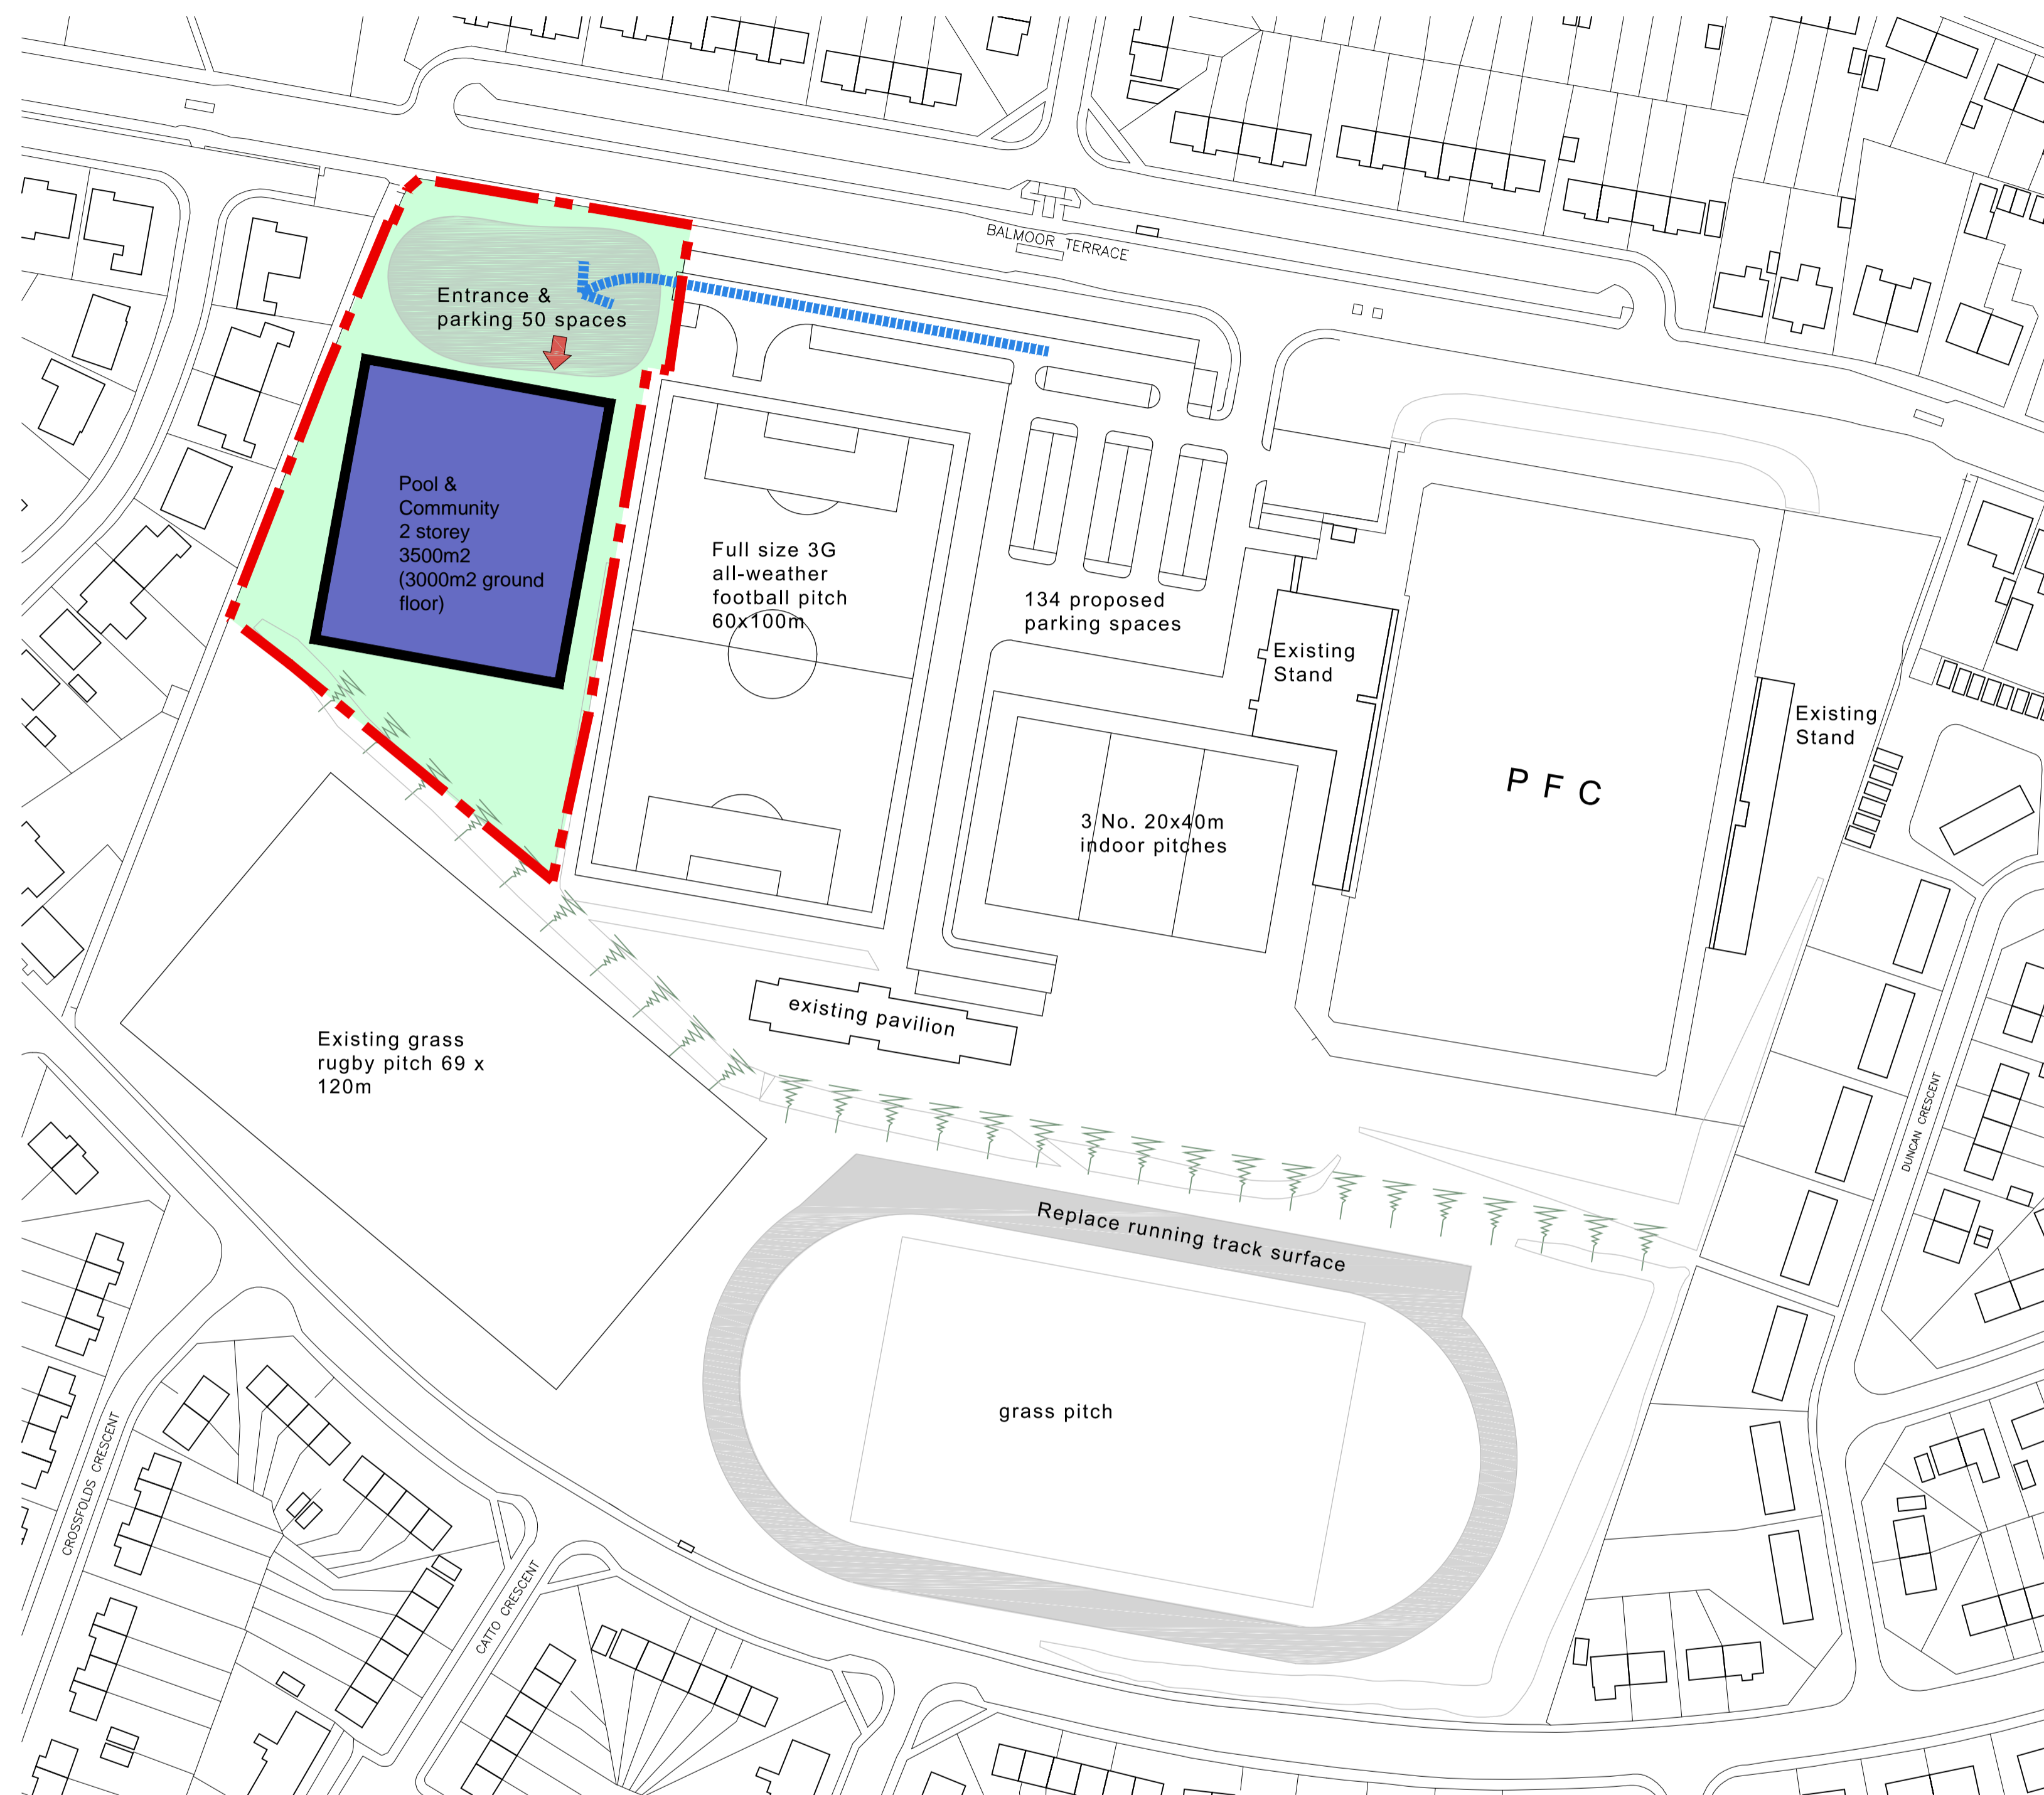 BALMOOR TERRACE
Entrance &
parking 50 spaces
Pool &
Community
2 storey
3500m2
(3000m2 ground
floor)
Full size 3G
all-weather
football pitch
60x100m
134 proposed
parking spaces
Existing
Stand
Existing
Stand
P F C
3 No. 20x40m
indoor pitches
existing pavilion
Existing grass
rugby pitch 69 x
120m
Replace running track surface
grass pitch
DUNCAN CRESCENT
CROSSFOLDS CRESCENT
CATTO CRESCENT